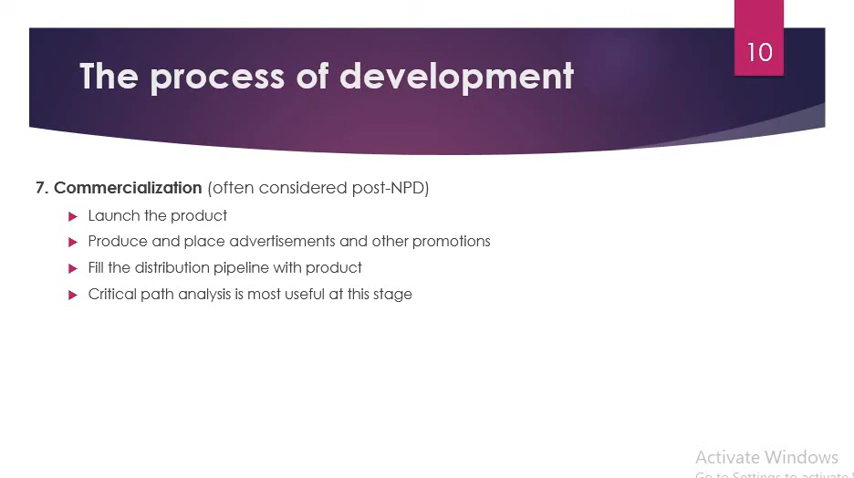 10
The process of development
7. Commercialization (often considered post-NPD)
Launch the product
Produce and place advertisements and other promotions
Fill the distribution pipeline with product
Critical path analysis is most useful at this stage
Activate Windows
Go to Settings to activate